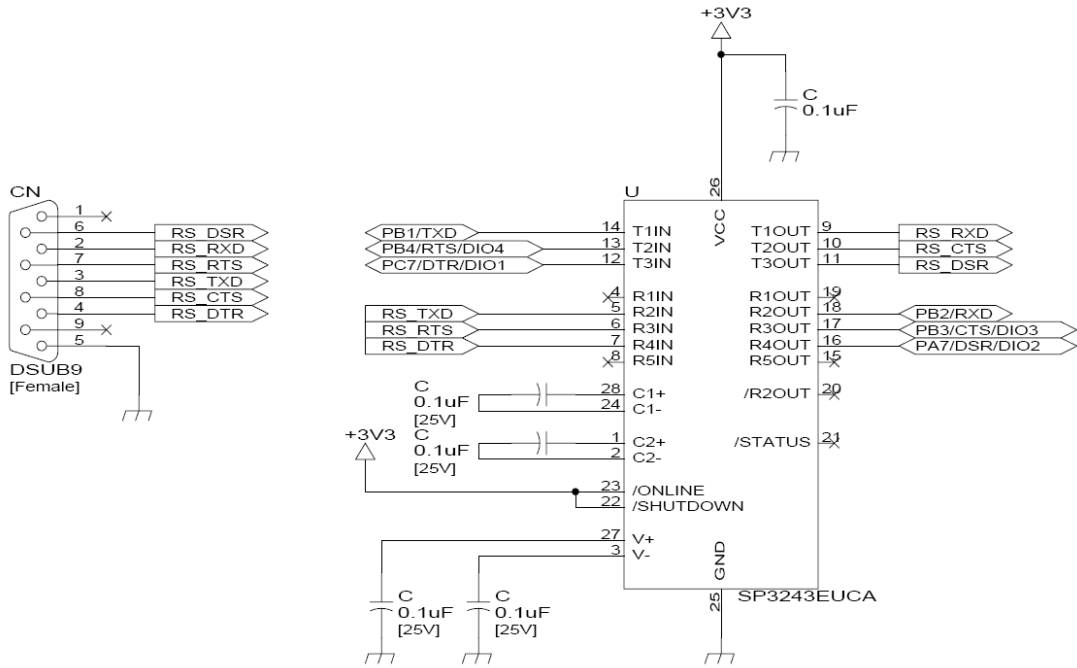 +3V3
C
0.1uF
CN
1
6 RS_DSR
2 RS_RXD
7 RS_RTS
3 RS_TXD
8 RS_CTS
4 RS_DTR
9
5
DSUB9
[Female]
U
26
VCC
PB1/TXD 14 T1IN
PB4/RTS/DIO4 13 T2IN
PC7/DTR/DIO1 12 T3IN
4 R1IN
RS_TXD 5 R2IN
RS_RTS 6 R3IN
RS_DTR 7 R4IN
8 R5IN
T1OUT 9 RS_RXD
T2OUT 10 RS_CTS
T3OUT 11 RS_DSR
R1OUT 19
R2OUT 18 PB2/RXD
R3OUT 17 PB3/CTS/DIO3
R4OUT 16 PA7/DSR/DIO2
R5OUT 15
/R2OUT 20
/STATUS 21
C
0.1uF
[25V]
28 C1+
24 C1-
+3V3
C
0.1uF
[25V]
1 C2+
2 C2-
23 /ONLINE
22 /SHUTDOWN
27 V+
3 V-
GND
25
SP3243EUCA
C
0.1uF
[25V]
C
0.1uF
[25V]